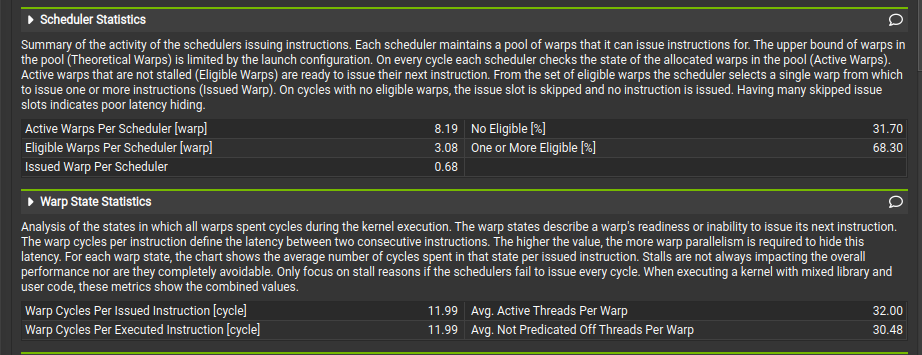 Scheduler Statistics
Summary of the activity of the schedulers issuing instructions. Each scheduler maintains a pool of warps that it can issue instructions for. The upper bound of warps in
the pool (Theoretical Warps) is limited by the launch configuration. On every cycle each scheduler checks the state of the allocated warps in the pool (Active Warps).
Active warps that are not stalled (Eligible Warps) are ready to issue their next instruction. From the set of eligible warps the scheduler selects a single warp from which
to issue one or more instructions (Issued Warp). On cycles with no eligible warps, the issue slot is skipped and no instruction is issued. Having many skipped issue
slots indicates poor latency hiding.
Active Warps Per Scheduler [warp] 8.19 No Eligible [%] 31.70
Eligible Warps Per Scheduler [warp] 3.08 One or More Eligible [%] 68.30
Issued Warp Per Scheduler 0.68
Warp State Statistics
Analysis of the states in which all warps spent cycles during the kernel execution. The warp states describe a warp's readiness or inability to issue its next instruction.
The warp cycles per instruction define the latency between two consecutive instructions. The higher the value, the more warp parallelism is required to hide this
latency. For each warp state, the chart shows the average number of cycles spent in that state per issued instruction. Stalls are not always impacting the overall
performance nor are they completely avoidable. Only focus on stall reasons if the schedulers fail to issue every cycle. When executing a kernel with mixed library and
user code, these metrics show the combined values.
Warp Cycles Per Issued Instruction [cycle] 11.99 Avg. Active Threads Per Warp 32.00
Warp Cycles Per Executed Instruction [cycle] 11.99 Avg. Not Predicated Off Threads Per Warp 30.48